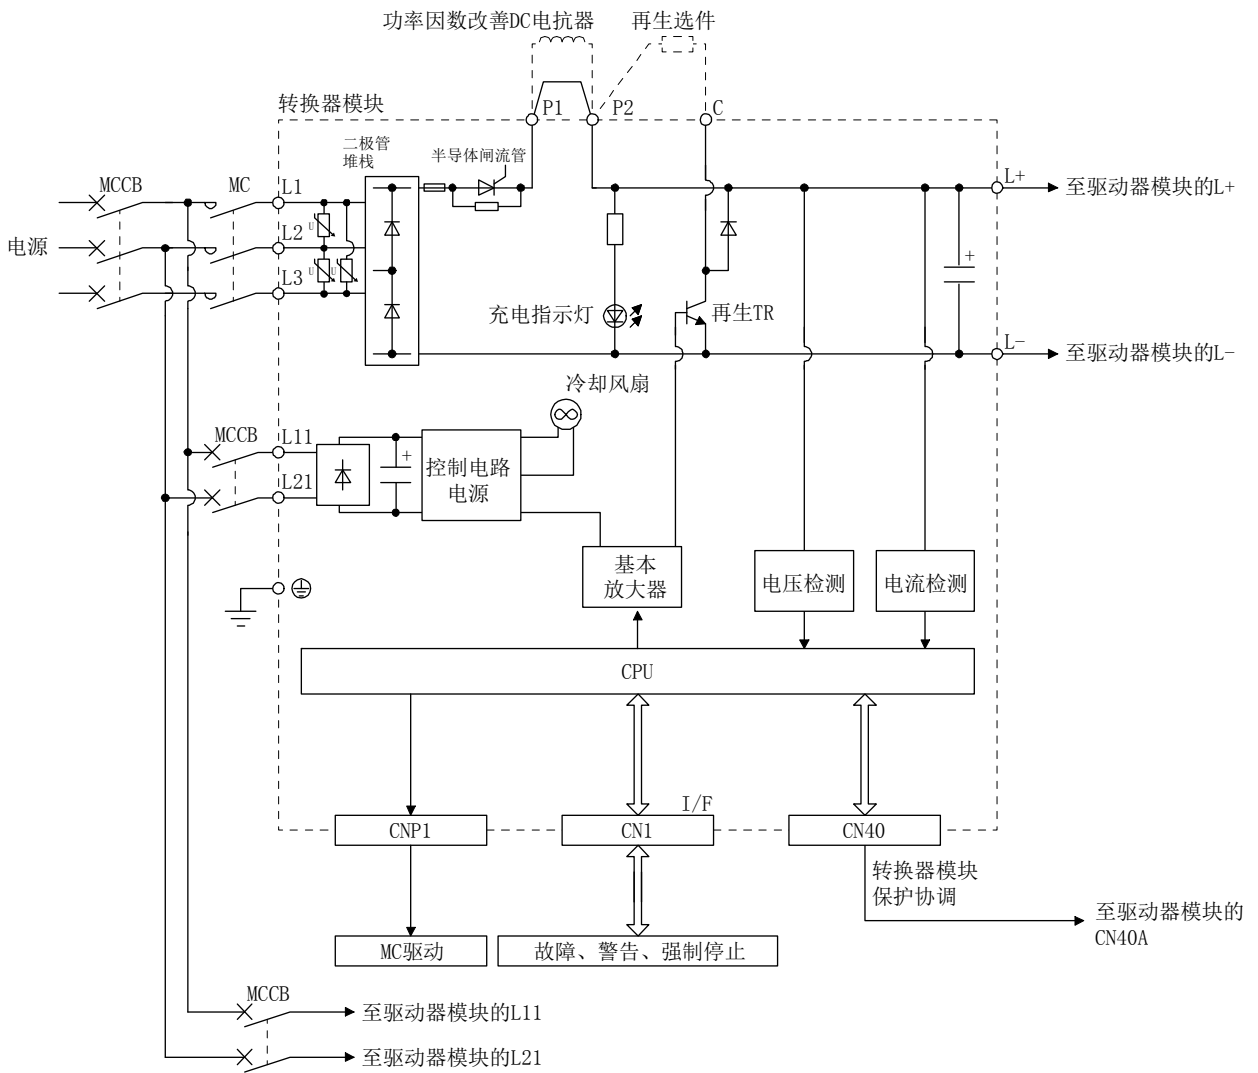 功率因数改善DC电抗器
再生选件
转换器模块
P1
P2
C
二极管
堆栈
半导体闸流管
MCCB
MC
L1
L+
至驱动器模块的L+
U
电源
L2
+
U
U
L3
充电指示灯
再生TR
L-
至驱动器模块的L-
冷却风扇
MCCB
L11
+
控制电路
电源
L21
基本
放大器
电压检测
电流检测
CPU
I/F
CNP1
CN1
CN40
转换器模块
保护协调
至驱动器模块的
CN40A
MC驱动
故障、警告、强制停止
MCCB
至驱动器模块的L11
至驱动器模块的L21